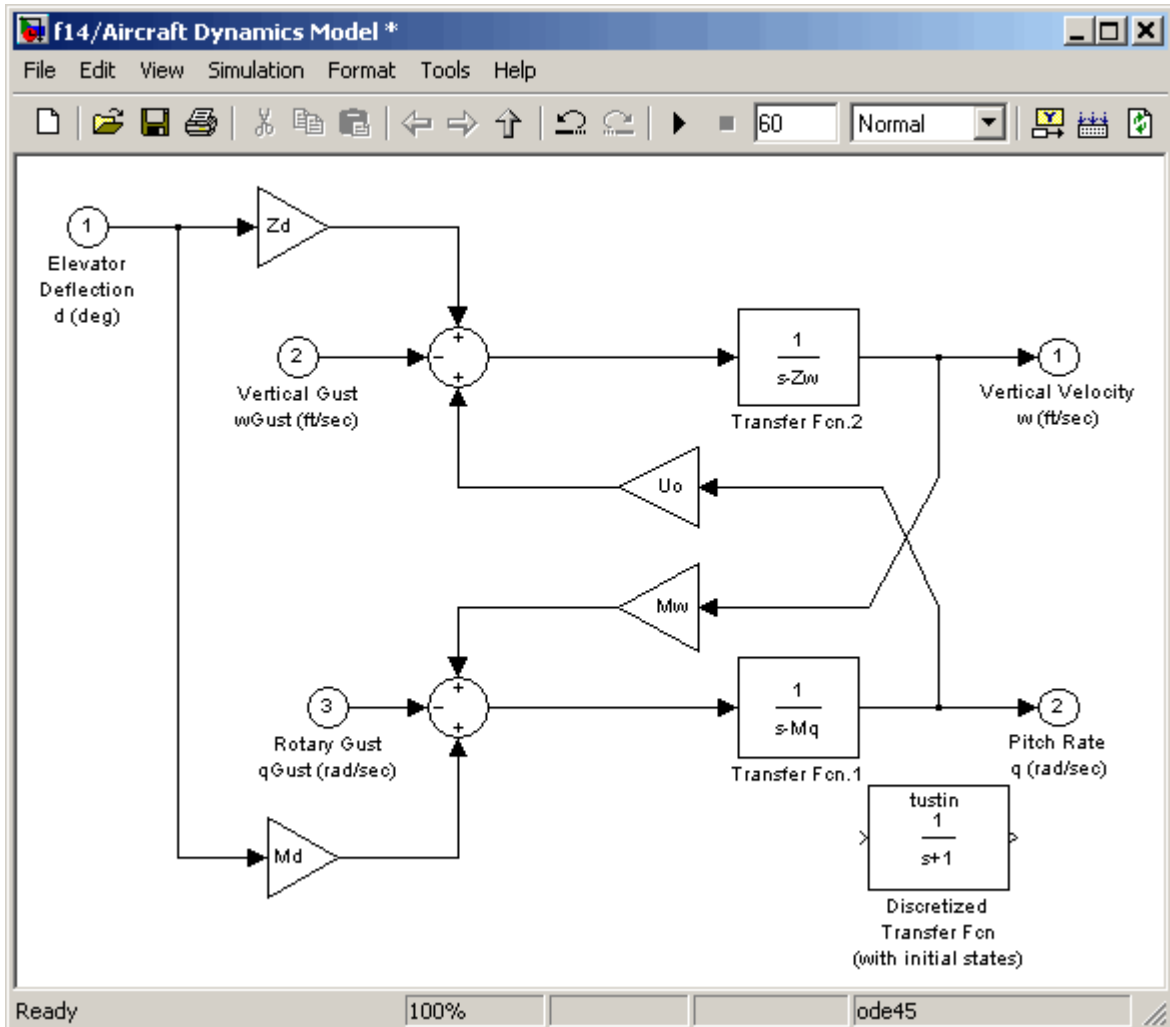 f14/Aircraft Dynamics Model *
File Edit View Simulation Format Tools Help
60
Normal
Y
1
Elevator
Deflection
d (deg)
Zd
2
Vertical Gust
wGust (ft/sec)
+
-
+
1
s-Zw
Transfer Fcn.2
1
Vertical Velocity
w (ft/sec)
Uo
Mw
3
Rotary Gust
qGust (rad/sec)
+
-
+
1
s-Mq
Transfer Fcn.1
2
Pitch Rate
q (rad/sec)
Md
tustin
1
s+1
Discretized
Transfer Fcn
(with initial states)
Ready 100% ode45